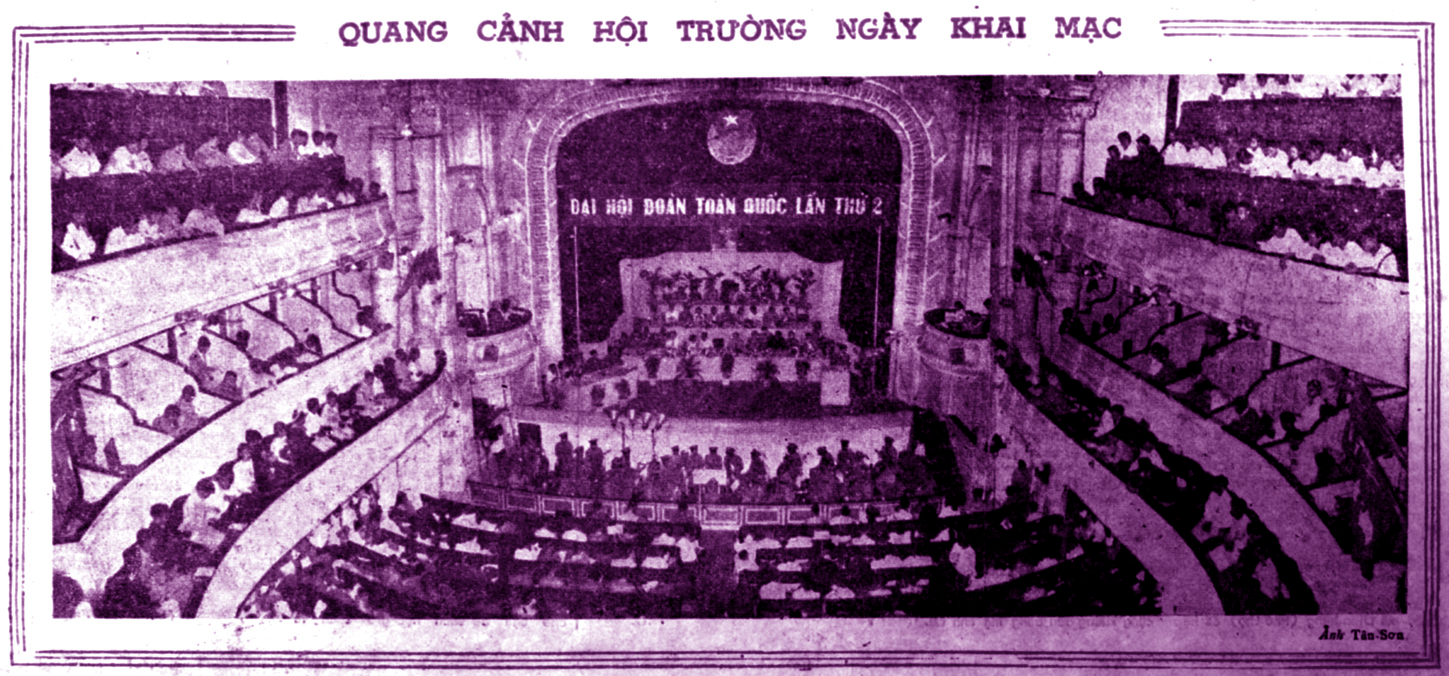 QUANG CẢNH HỘI TRƯỜNG NGÀY KHAI MẠC
ĐẠI HỘI ĐOÀN TOÀN QUỐC LẦN THỨ 2
Ảnh Tân-Sơn